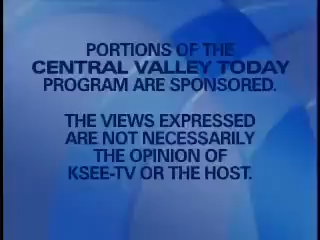 PORTIONS OF THE
CENTRAL VALLEY TODAY
PROGRAM ARE SPONSORED.
THE VIEWS EXPRESSED
ARE NOT NECESSARILY
THE OPINION OF
KSEE-TV OR THE HOST.